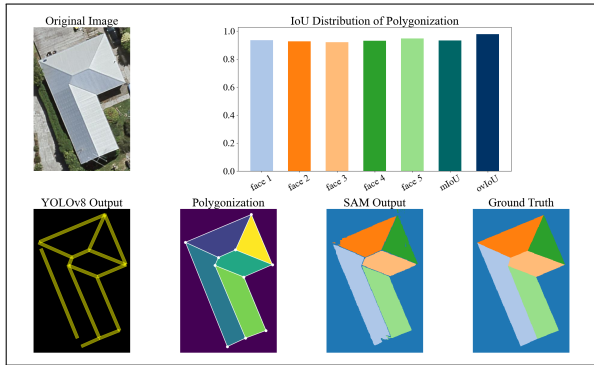 Original Image
IoU Distribution of Polygonization
1.0
0.8
0.6
0.4
0.2
0.0
face 1
face 2
face 3
face 4
face 5
mIoU
ovIoU
YOLOv8 Output
Polygonization
SAM Output
Ground Truth